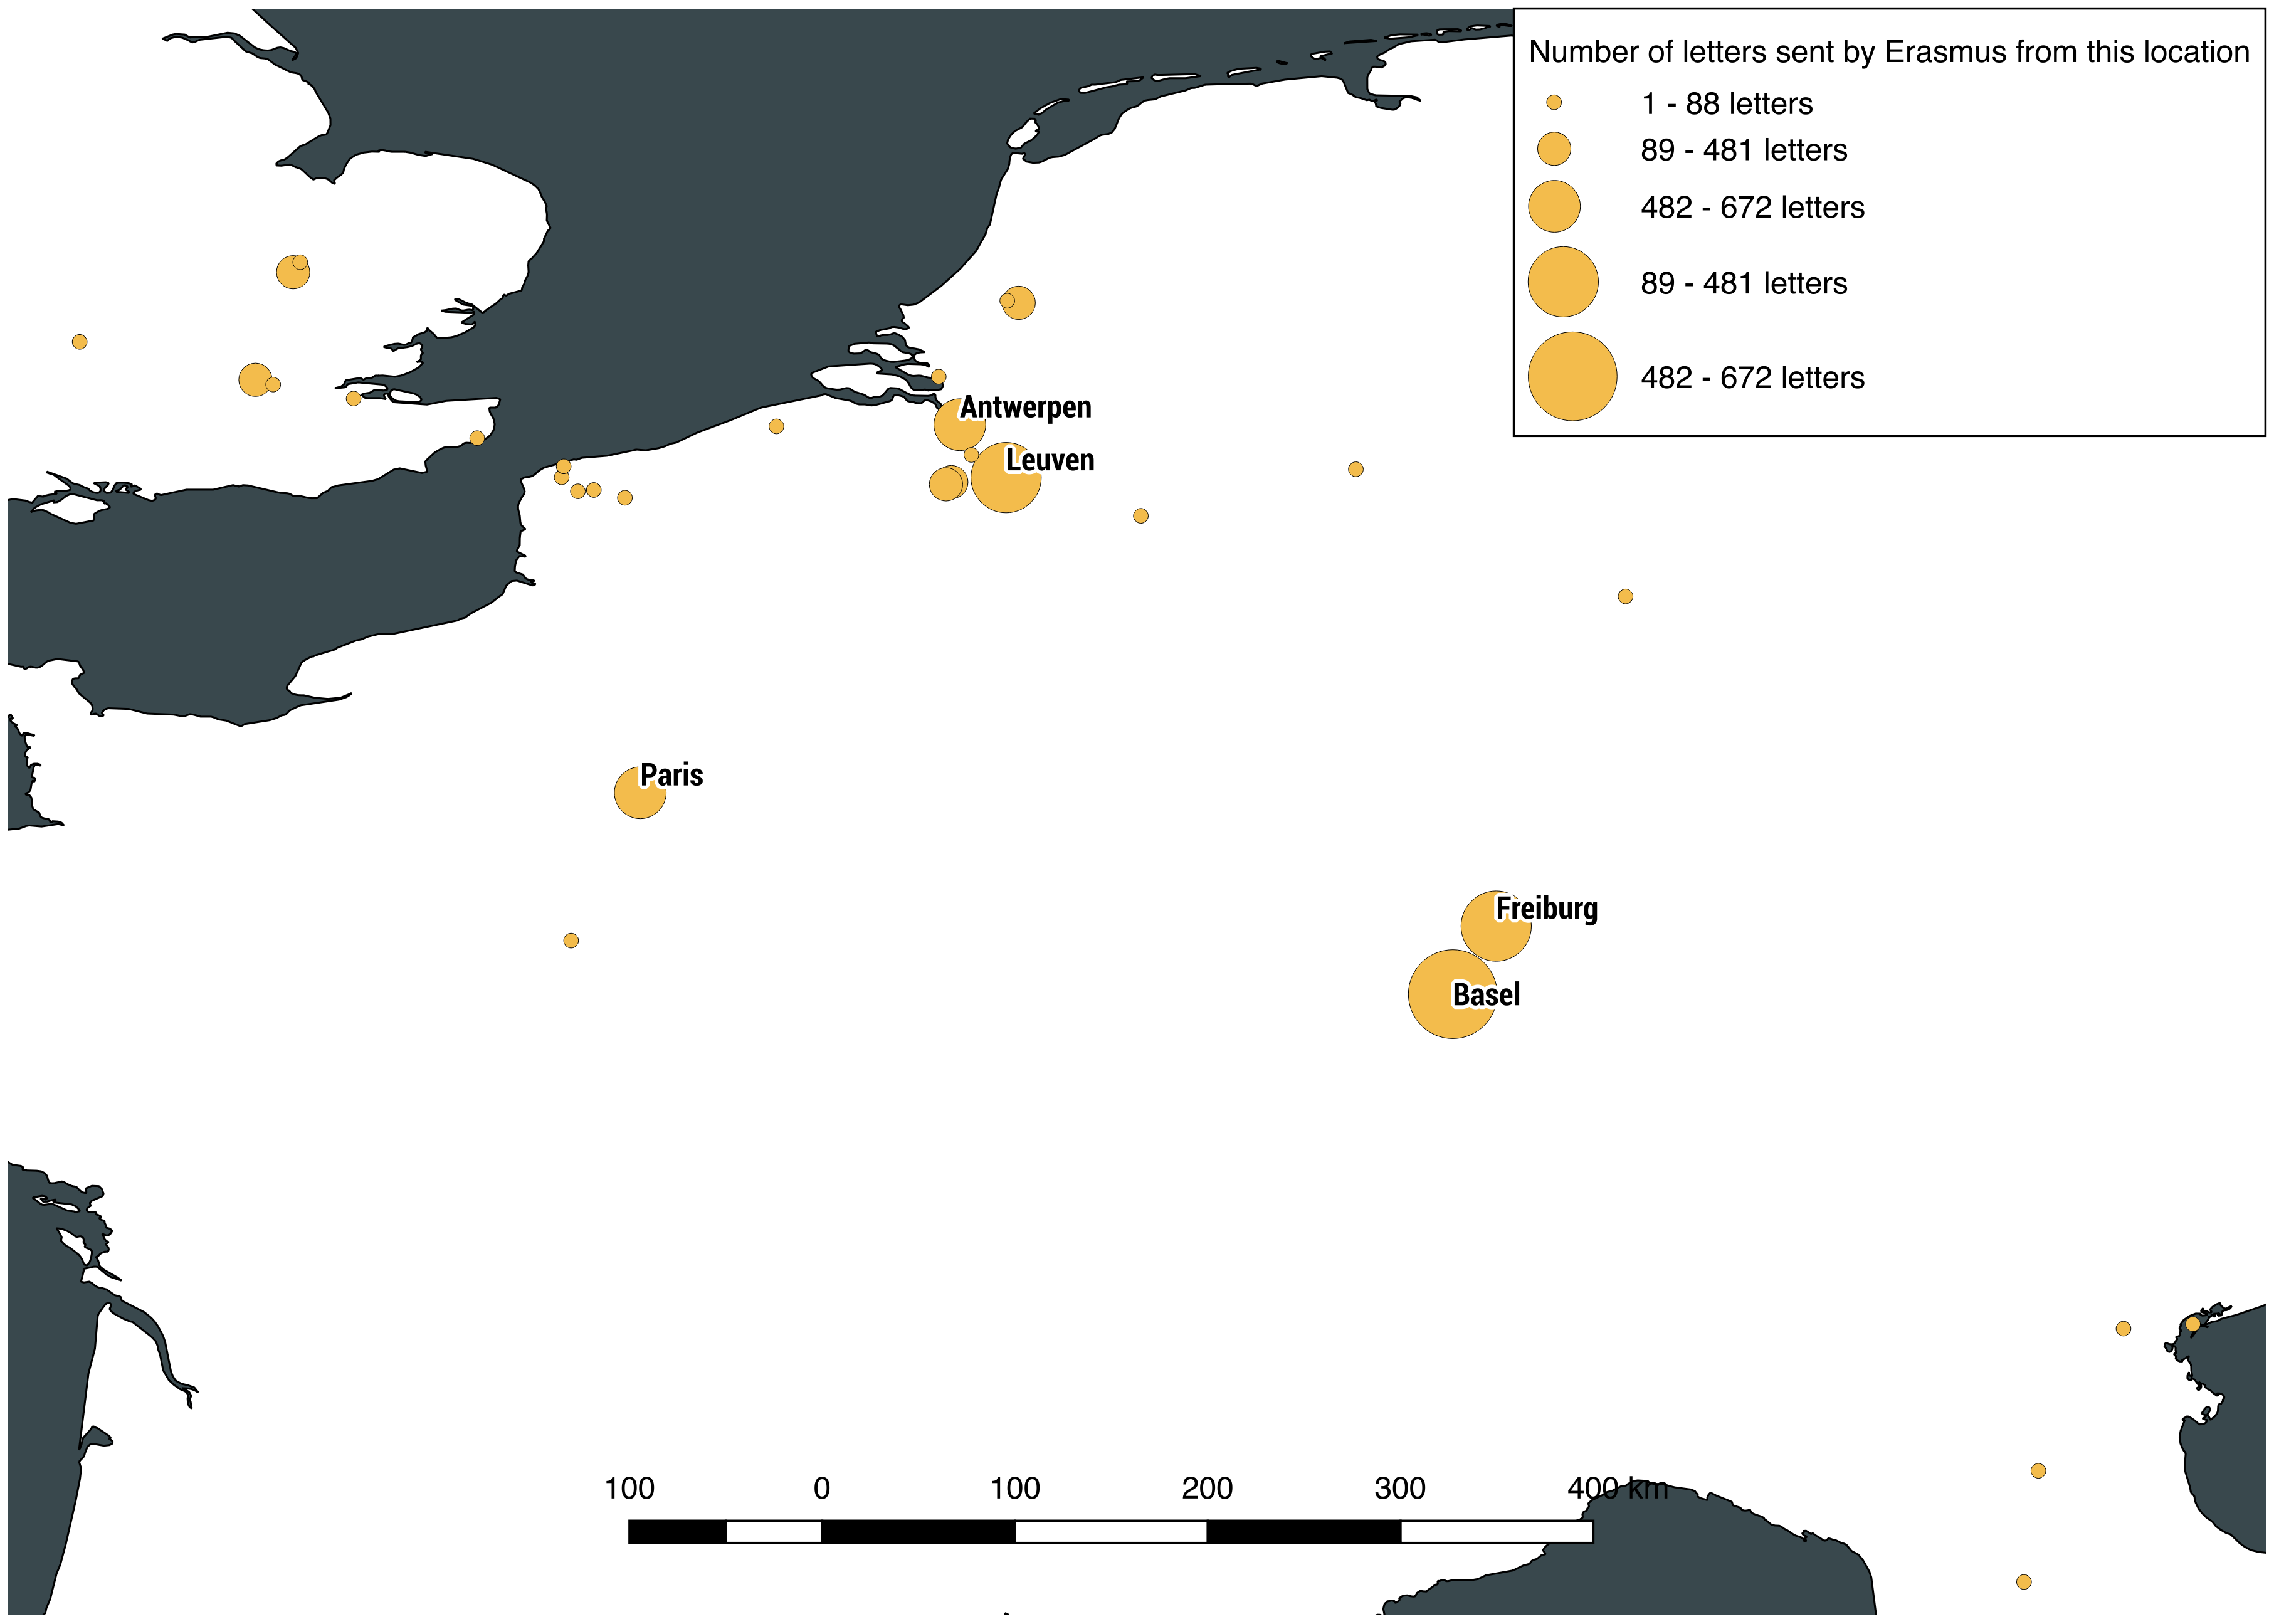 Number of letters sent by Erasmus from this location
1 - 88 letters
89 - 481 letters
482 - 672 letters
89 - 481 letters
482 - 672 letters
Antwerpen
Leuven
Paris
Freiburg
Basel
100 0 100 200 300 400 km